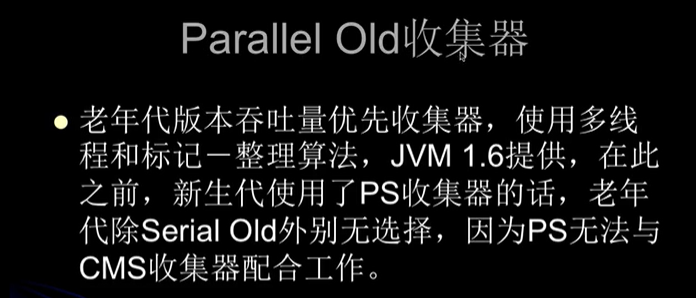 Parallel Old收集器
老年代版本吞吐量优先收集器，使用多线
程和标记－整理算法，JVM 1.6提供，在此
之前，新生代使用了PS收集器的话，老年
代除Serial Old外别无选择，因为PS无法与
CMS收集器配合工作。